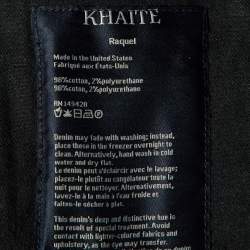 KHAITE
Raquel
Made in the United States
Fabriqué aux États-Unis
98%cotton, 2%polyurethane
98%coton, 2%polyuréthane
RN149428
Denim may fade with washing; instead,
place these in the freezer overnight to
clean. Alternatively, hand wash in cold
water and dry flat.
Le denim peut s'éclaircir avec le lavage;
placez-le plutôt au congélateur toute la
nuit pour le nettoyer. Alternativement,
lavez-le à la main à l'eau froide et
faites-le sécher à plat.
This denim's deep and distinctive hue is
the result of special treatment. Avoid
contact with lighter-colored fabrics and
upholstery, as the dye may transfer.